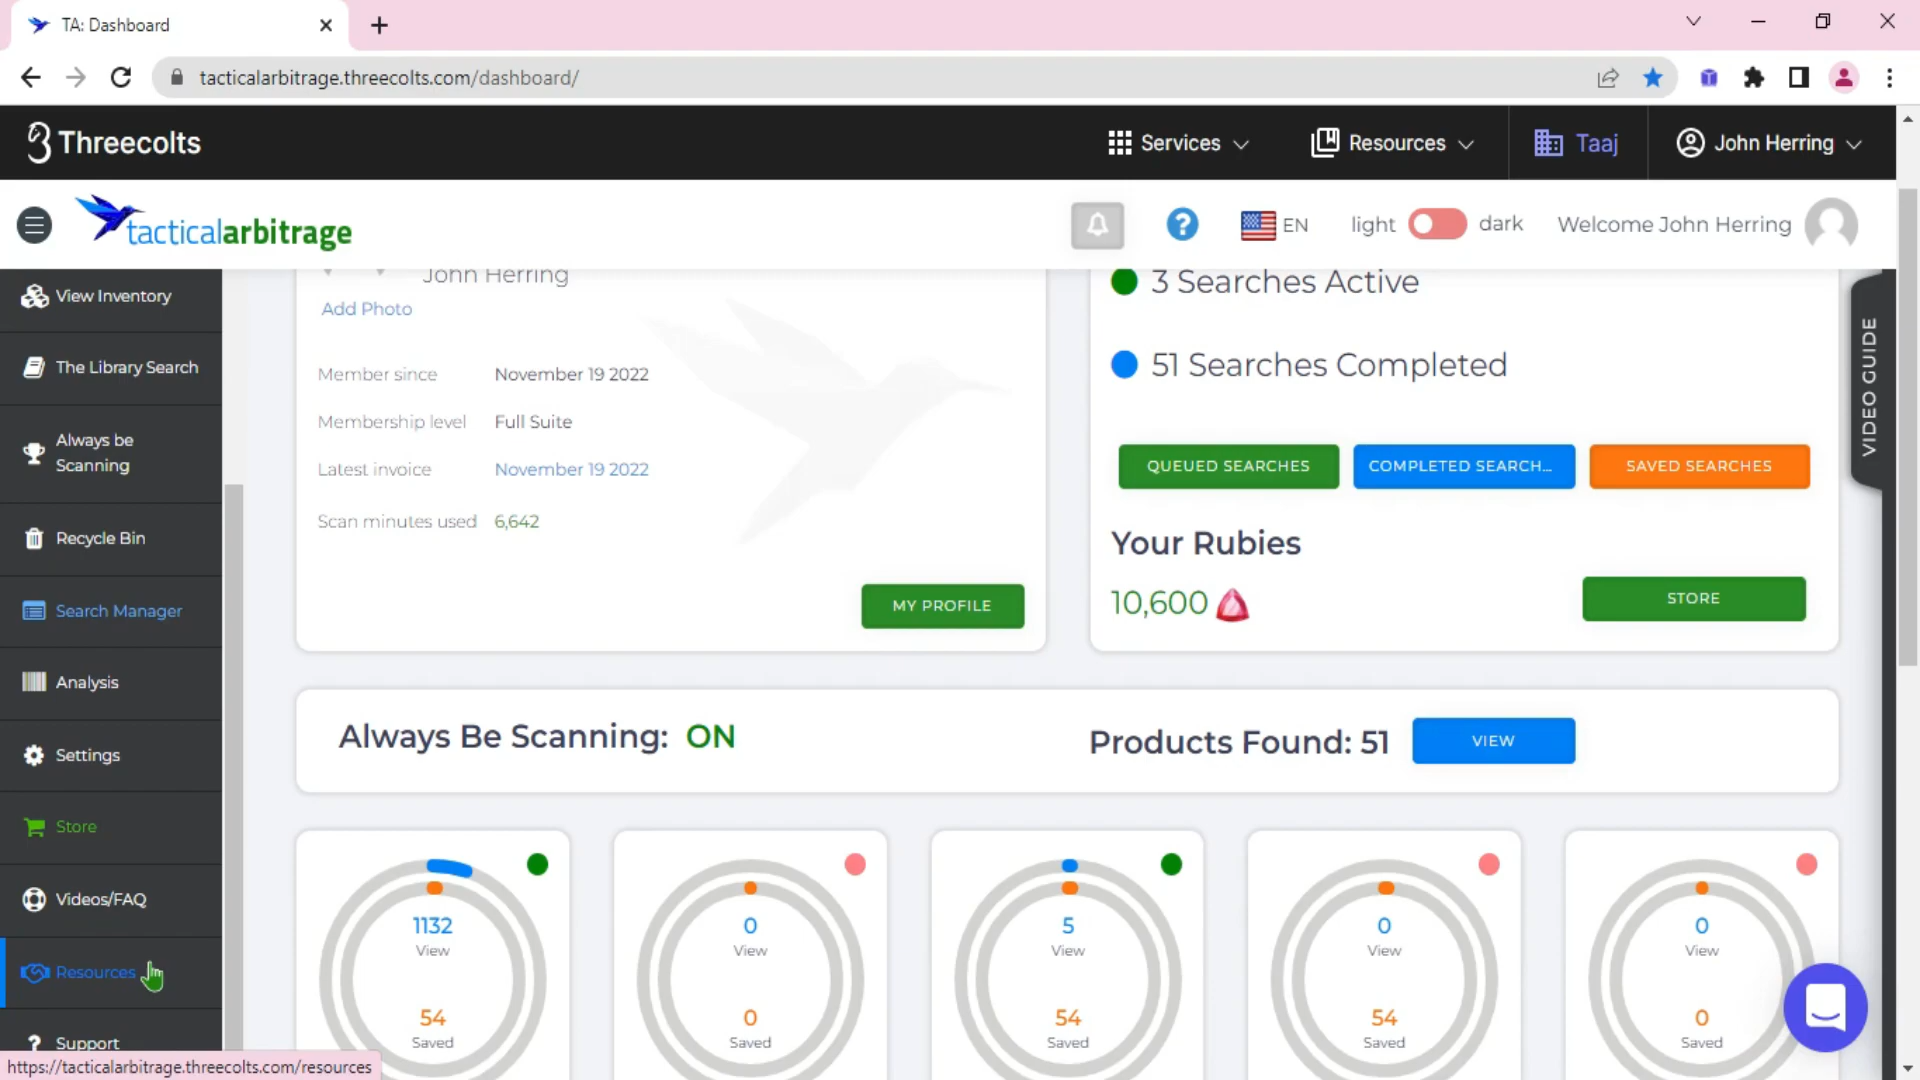 TA: Dashboard
tacticalarbitrage.threecolts.com/dashboard/
Threecolts
Services
Resources
Taaj
John Herring
tacticalarbitrage
EN
light
dark
Welcome John Herring
View Inventory
The Library Search
Always be
Scanning
Recycle Bin
Search Manager
Analysis
Settings
Store
Videos/FAQ
Resources
Support
https://tacticalarbitrage.threecolts.com/resources
John Herring
Add Photo
Member since November 19 2022
Membership level Full Suite
Latest invoice November 19 2022
Scan minutes used 6,642
MY PROFILE
3 Searches Active
51 Searches Completed
QUEUED SEARCHES
COMPLETED SEARCH...
SAVED SEARCHES
Your Rubies
10,600
STORE
VIDEO GUIDE
Always Be Scanning: ON
Products Found: 51
VIEW
1132
View
54
Saved
0
View
0
Saved
5
View
54
Saved
0
View
54
Saved
0
View
0
Saved